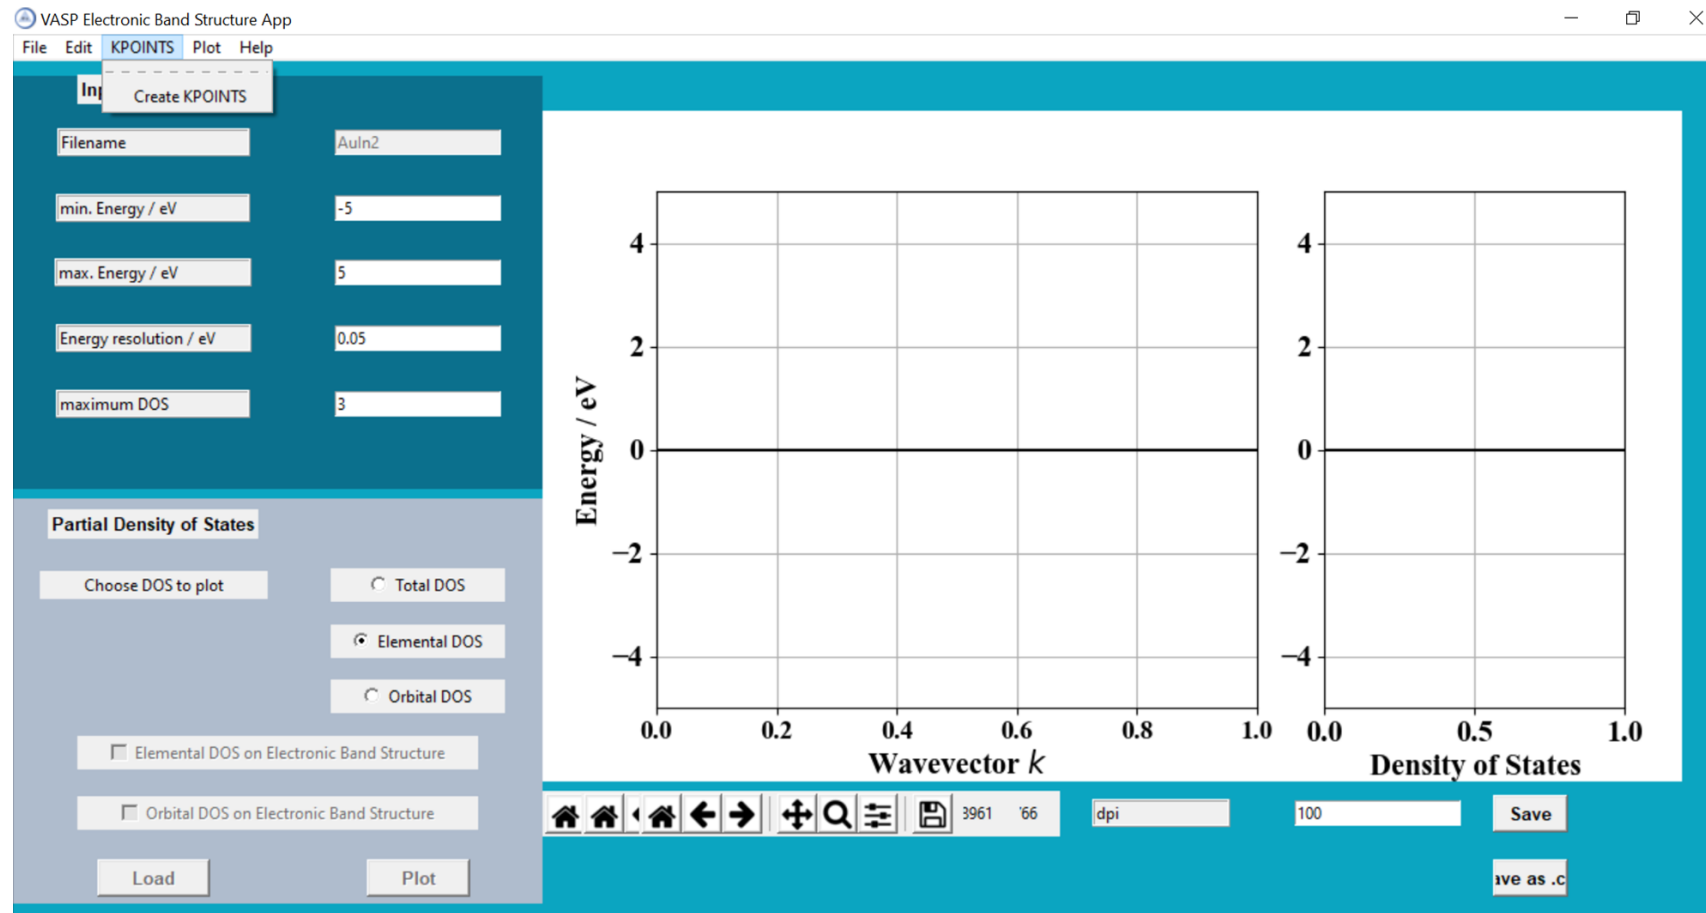 VASP Electronic Band Structure App
File Edit KPOINTS Plot Help
Create KPOINTS
Inp
Filename AuIn2
min. Energy / eV -5
max. Energy / eV 5
Energy resolution / eV 0.05
maximum DOS 3
Partial Density of States
Choose DOS to plot Total DOS
Elemental DOS
Orbital DOS
Elemental DOS on Electronic Band Structure
Orbital DOS on Electronic Band Structure
Load Plot
Energy / eV
4
2
0
−2
−4
0.0 0.2 0.4 0.6 0.8 1.0
Wavevector k
4
2
0
−2
−4
0.0 0.5 1.0
Density of States
3961 '66
dpi 100 Save
ave as .c